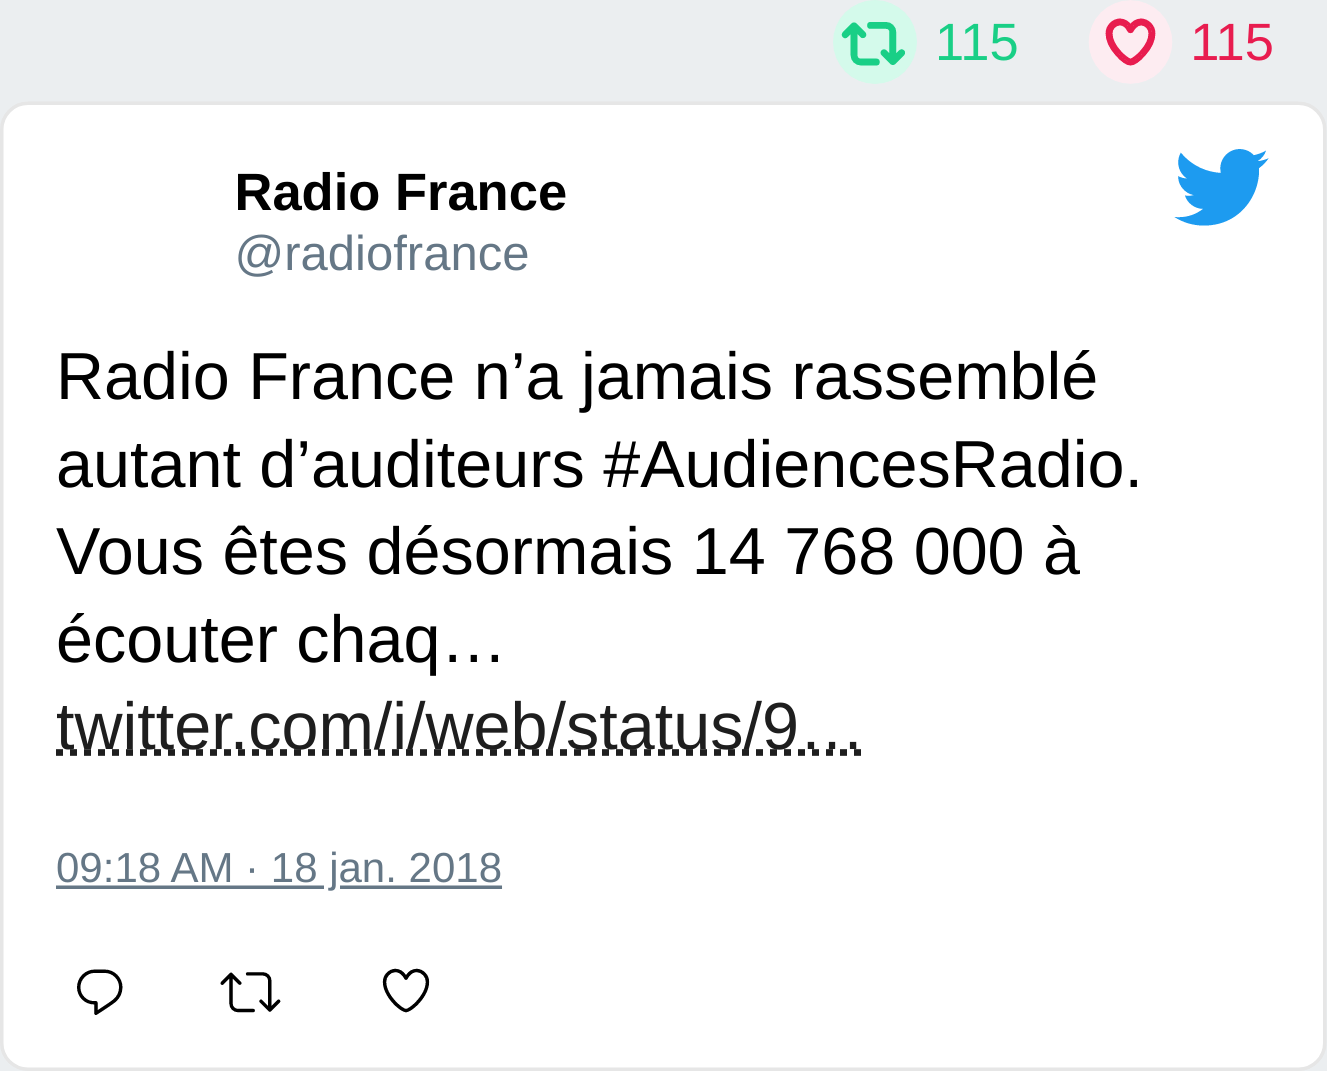 115 115
Radio France
@radiofrance
Radio France n’a jamais rassemblé
autant d’auditeurs #AudiencesRadio.
Vous êtes désormais 14 768 000 à
écouter chaq…
twitter.com/i/web/status/9…
09:18 AM · 18 jan. 2018